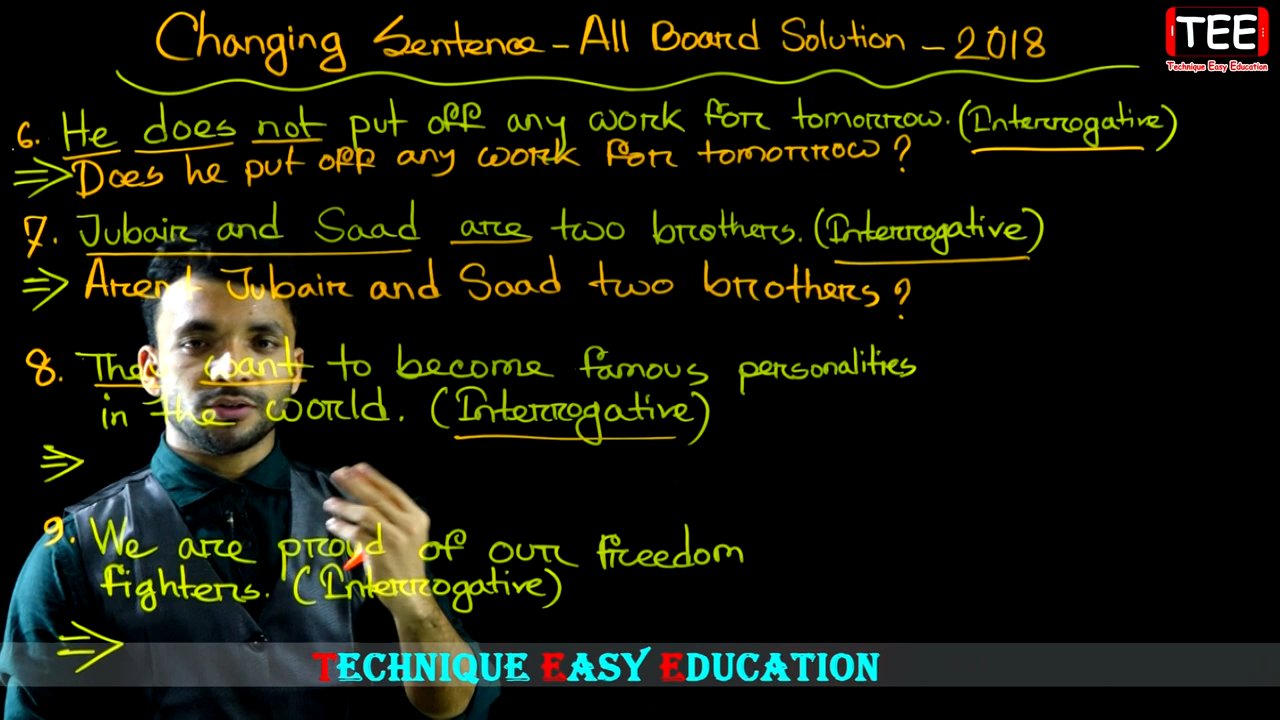 Changing Sentence - All Board Solution - 2018
TEE
Technique Easy Education
6. He does not put off any work for tomorrow. (Interrogative)
⇒ Does he put off any work for tomorrow?
7. Jubair and Saad are two brothers. (Interrogative)
⇒ Aren't Jubair and Saad two brothers?
8. They want to become famous personalities
in the world. (Interrogative)
⇒
9. We are proud of our freedom
fighters. (Interrogative)
⇒
TECHNIQUE EASY EDUCATION